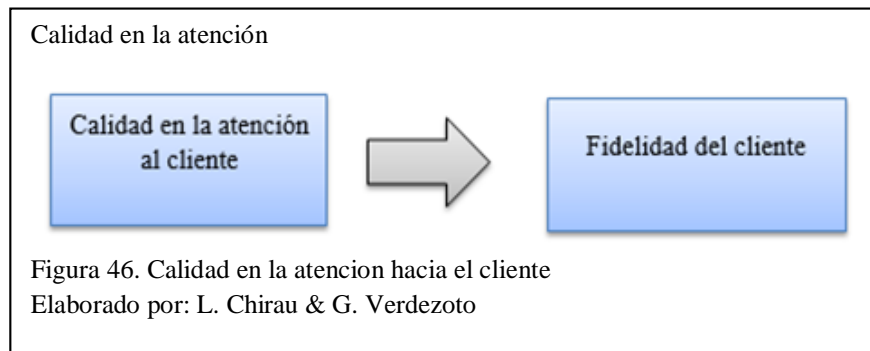 Calidad en la atención
Calidad en la atención
al cliente
Fidelidad del cliente
Figura 46. Calidad en la atencion hacia el cliente
Elaborado por: L. Chirau & G. Verdezoto